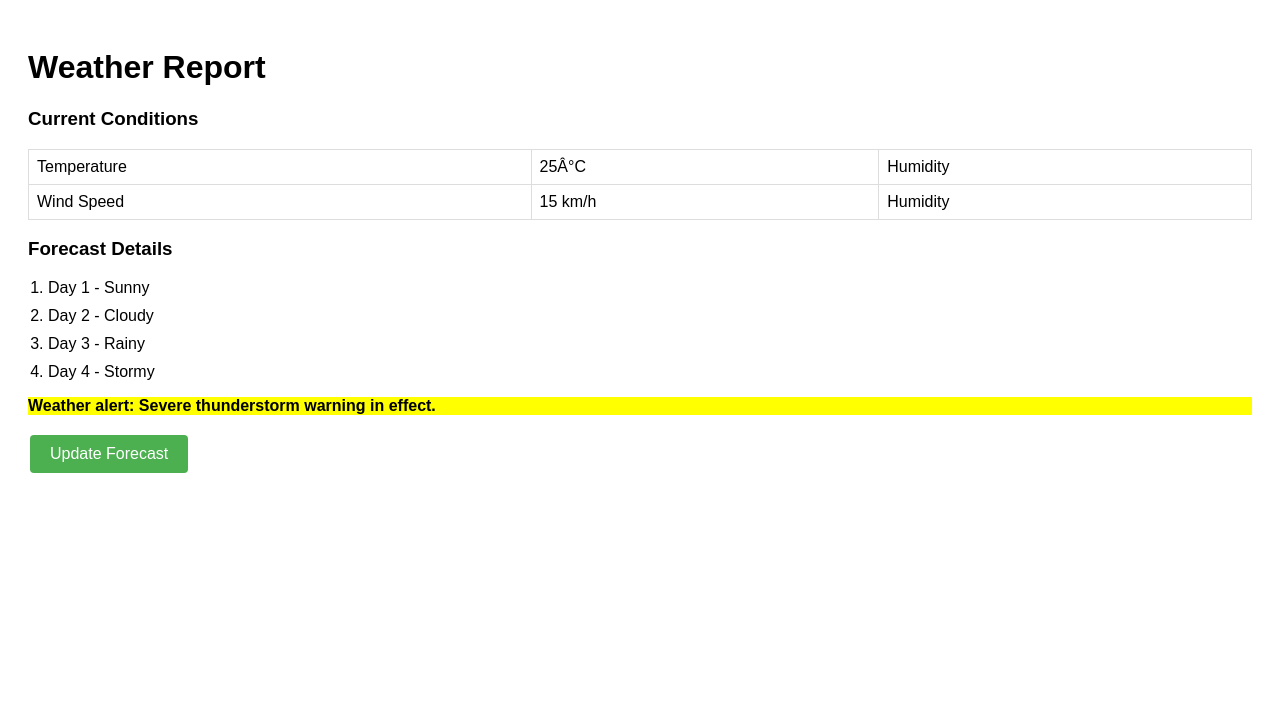 Weather Report
Current Conditions
Temperature 25Â°C Humidity
Wind Speed 15 km/h Humidity
Forecast Details
1. Day 1 - Sunny
2. Day 2 - Cloudy
3. Day 3 - Rainy
4. Day 4 - Stormy
Weather alert: Severe thunderstorm warning in effect.
Update Forecast